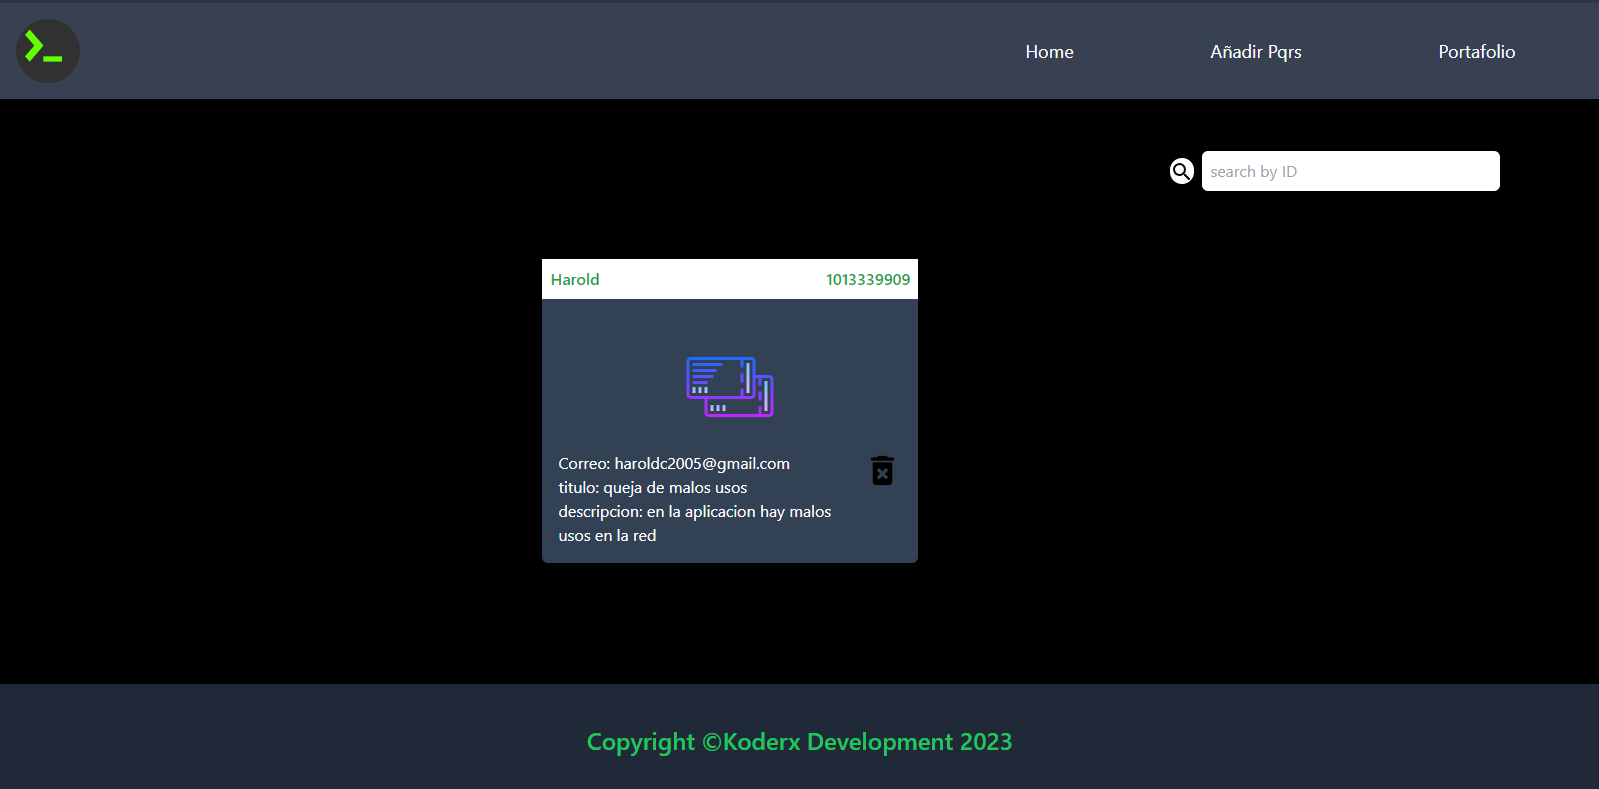 Home
Añadir Pqrs
Portafolio
search by ID
Harold
1013339909
Correo: haroldc2005@gmail.com
titulo: queja de malos usos
descripcion: en la aplicacion hay malos
usos en la red
Copyright ©Koderx Development 2023